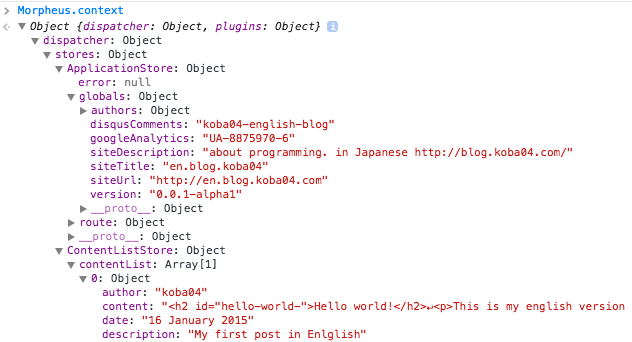 Morpheus.context
Object {dispatcher: Object, plugins: Object} i
dispatcher: Object
stores: Object
ApplicationStore: Object
error: null
globals: Object
authors: Object
disqusComments: "koba04-english-blog"
googleAnalytics: "UA-8875970-6"
siteDescription: "about programming. in Japanese http://blog.koba04.com/"
siteTitle: "en.blog.koba04"
siteUrl: "http://en.blog.koba04.com"
version: "0.0.1-alpha1"
__proto__: Object
route: Object
__proto__: Object
ContentListStore: Object
contentList: Array[1]
0: Object
author: "koba04"
content: "<h2 id="hello-world-">Hello world!</h2>↵<p>This is my english version
date: "16 January 2015"
description: "My first post in Enlglish"